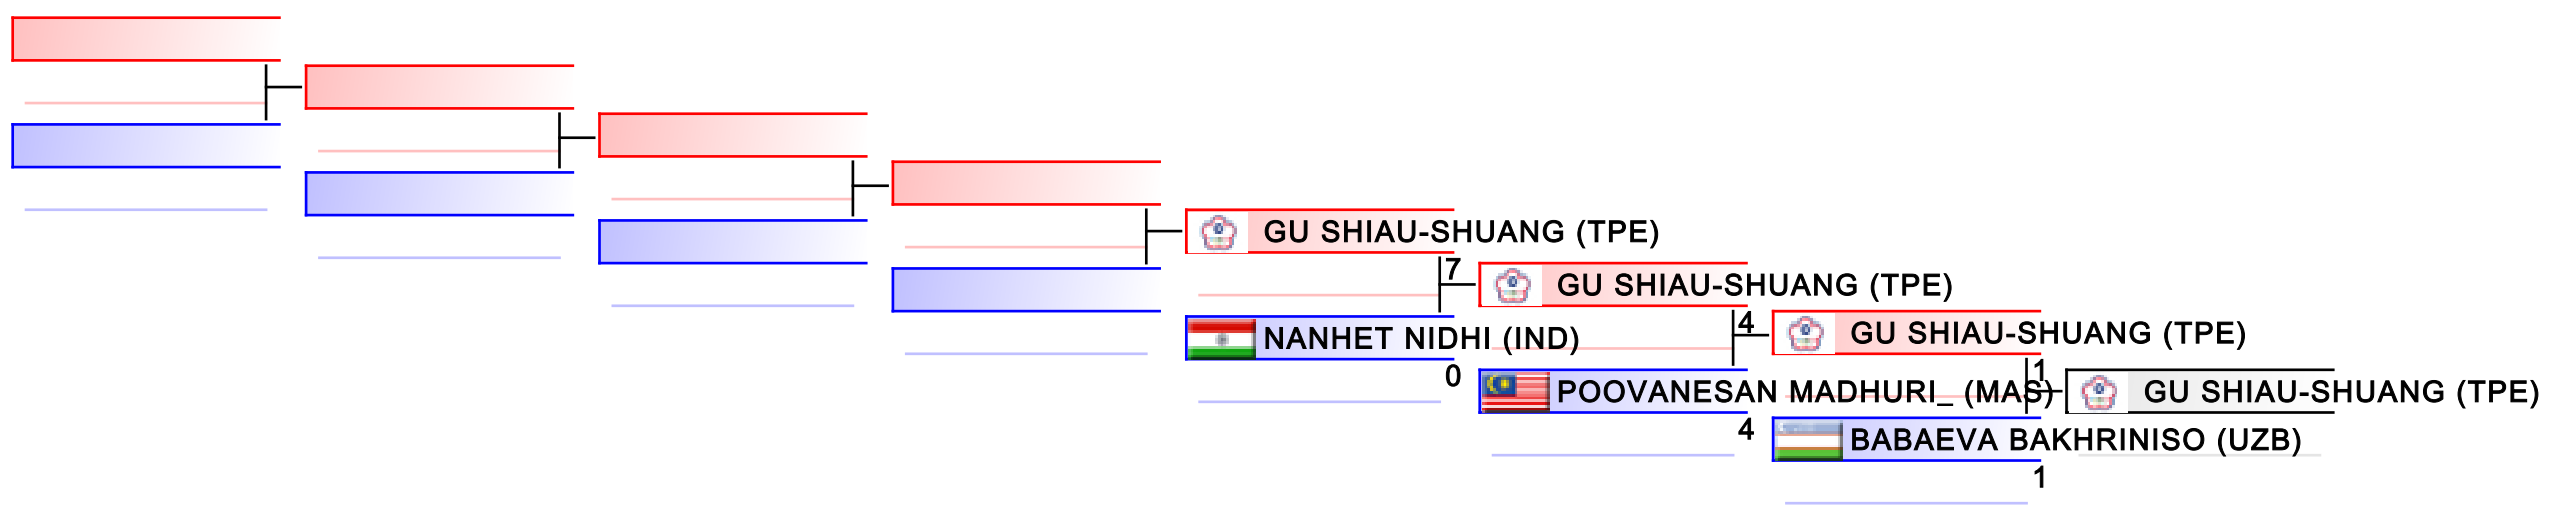 GU SHIAU-SHUANG (TPE)
7
GU SHIAU-SHUANG (TPE)
NANHET NIDHI (IND)
0
4
GU SHIAU-SHUANG (TPE)
POOVANESAN MADHURI_ (MAS)
4
1
GU SHIAU-SHUANG (TPE)
BABAEVA BAKHRINISO (UZB)
1